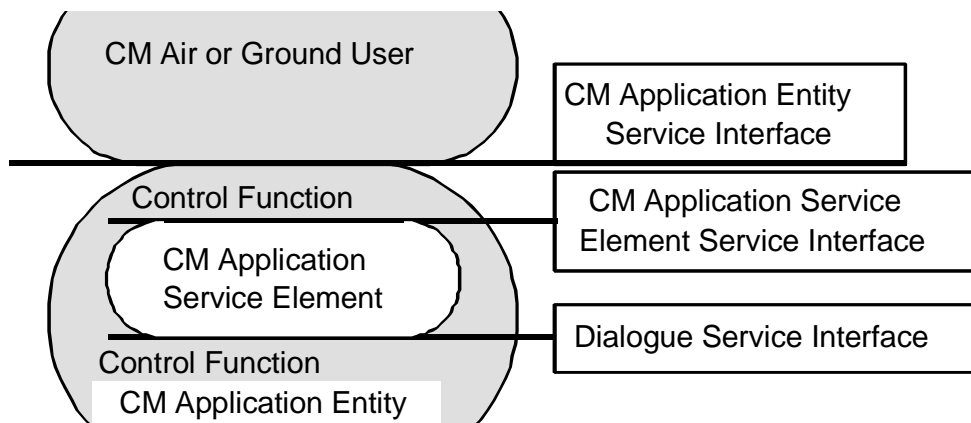 CM Air or Ground User
CM Application Entity
Service Interface
Control Function
CM Application Service
Element Service Interface
CM Application
Service Element
Dialogue Service Interface
Control Function
CM Application Entity